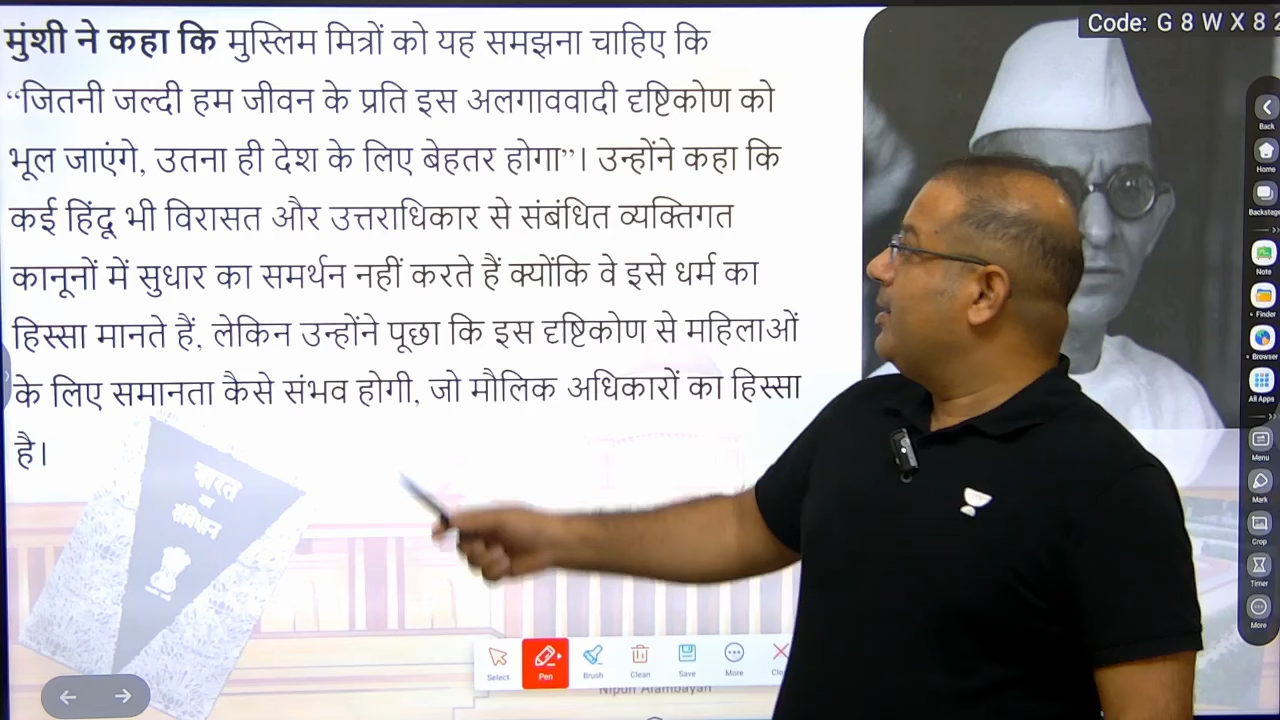 मुंशी ने कहा कि मुस्लिम मित्रों को यह समझना चाहिए कि
“जितनी जल्दी हम जीवन के प्रति इस अलगाववादी दृष्टिकोण को
भूल जाएंगे, उतना ही देश के लिए बेहतर होगा”। उन्होंने कहा कि
कई हिंदू भी विरासत और उत्तराधिकार से संबंधित व्यक्तिगत
कानूनों में सुधार का समर्थन नहीं करते हैं क्योंकि वे इसे धर्म का
हिस्सा मानते हैं, लेकिन उन्होंने पूछा कि इस दृष्टिकोण से महिलाओं
के लिए समानता कैसे संभव होगी, जो मौलिक अधिकारों का हिस्सा
है।
Code: G 8 W X 8 2
Back
Home
Backstage
Note
Finder
Browser
All Apps
Menu
Mark
Crop
Timer
More
भारत
का
संविधान
Select
Pen
Brush
Clean
Save
More
Nipun Alambayan